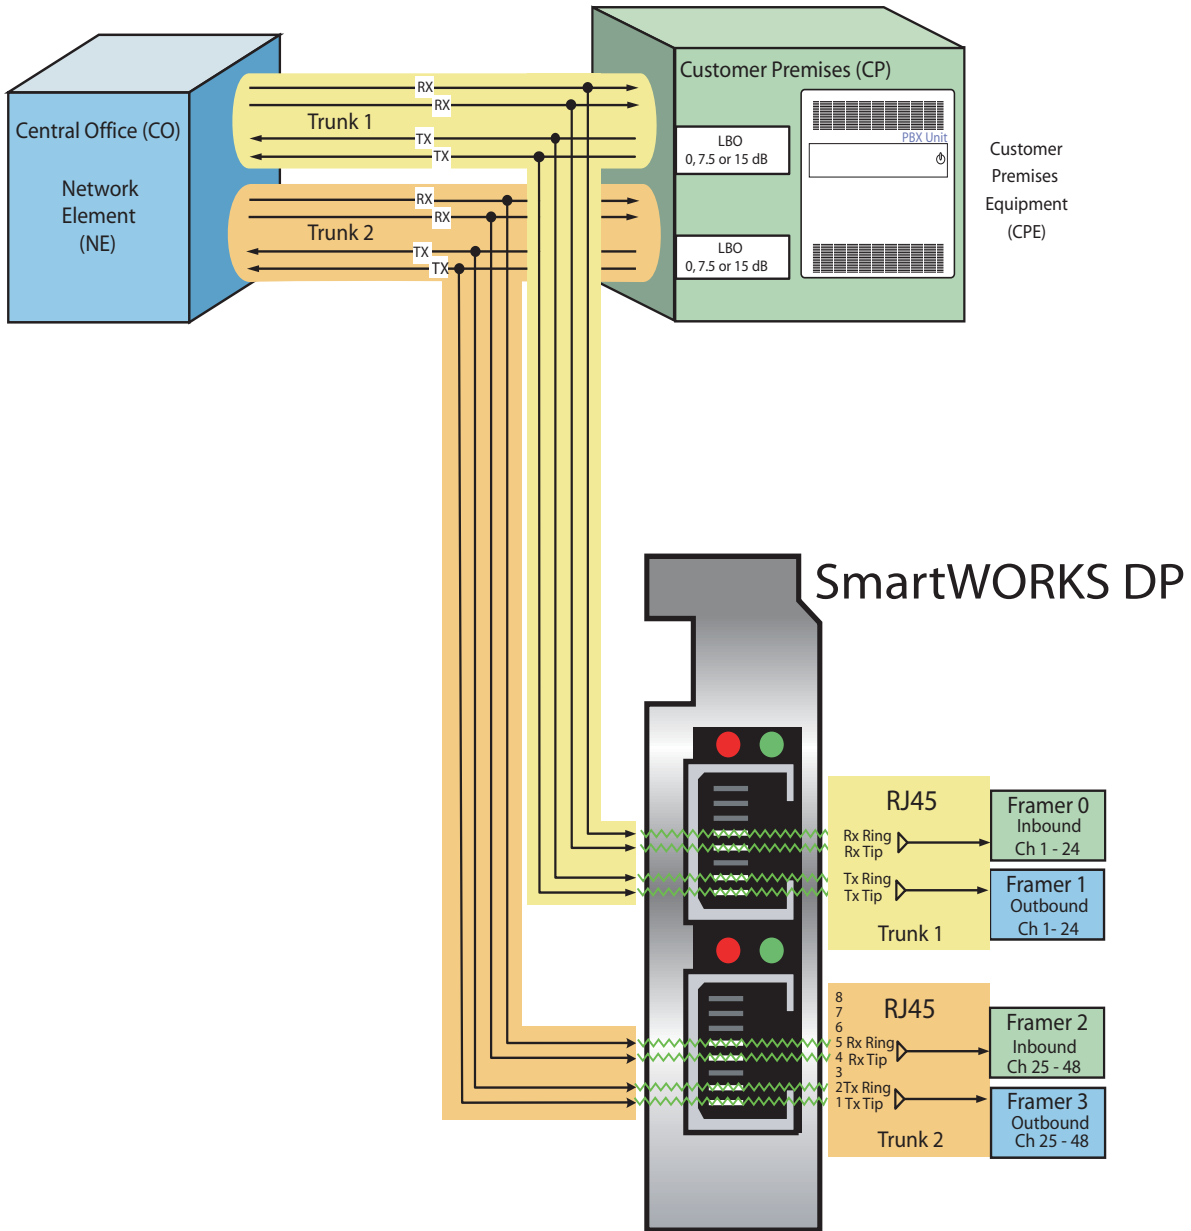 Central Office (CO)
Network
Element
(NE)
RX
RX
Trunk 1
TX
TX
RX
RX
Trunk 2
TX
TX
Customer Premises (CP)
LBO
0, 7.5 or 15 dB
LBO
0, 7.5 or 15 dB
PBX Unit
Customer
Premises
Equipment
(CPE)
SmartWORKS DP
RJ45
Rx Ring
Rx Tip
Tx Ring
Tx Tip
Trunk 1
Framer 0
Inbound
Ch 1 - 24
Framer 1
Outbound
Ch 1- 24
RJ45
8
7
6
5 Rx Ring
4 Rx Tip
3
2 Tx Ring
1 Tx Tip
Trunk 2
Framer 2
Inbound
Ch 25 - 48
Framer 3
Outbound
Ch 25 - 48